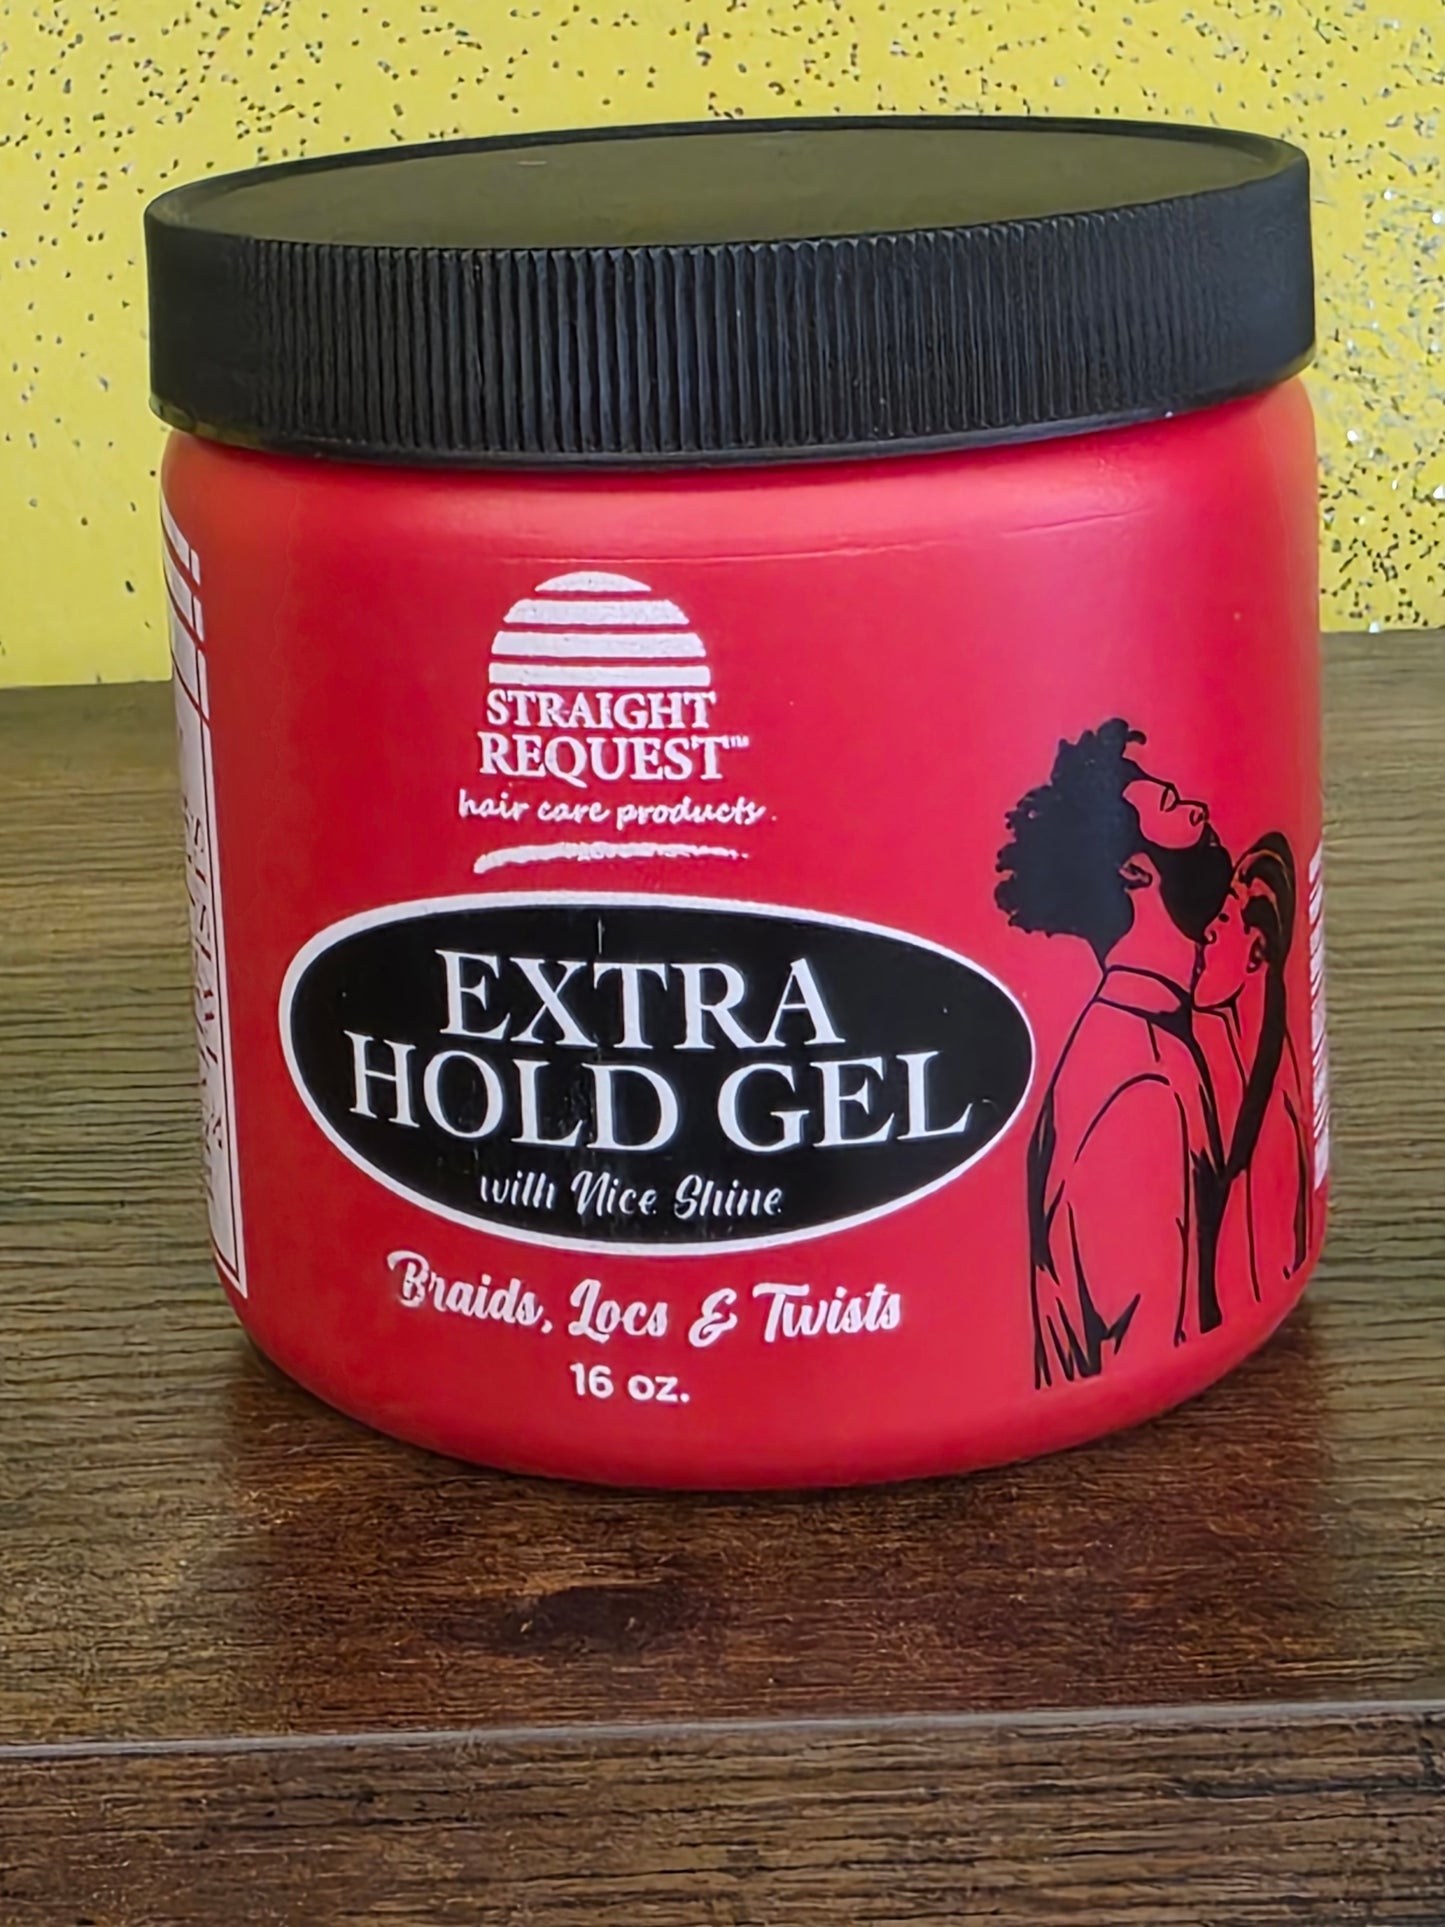 STRAIGHT
REQUEST™
hair care products
EXTRA
HOLD GEL
with Nice Shine
Braids, Locs & Twists
16 oz.